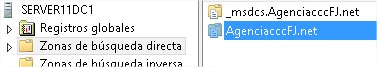 SERVER11DC1
Registros globales
Zonas de búsqueda directa
Zonas de búsqueda inversa
_msdcs.AgenciacccFJ.net
AgenciacccFJ.net